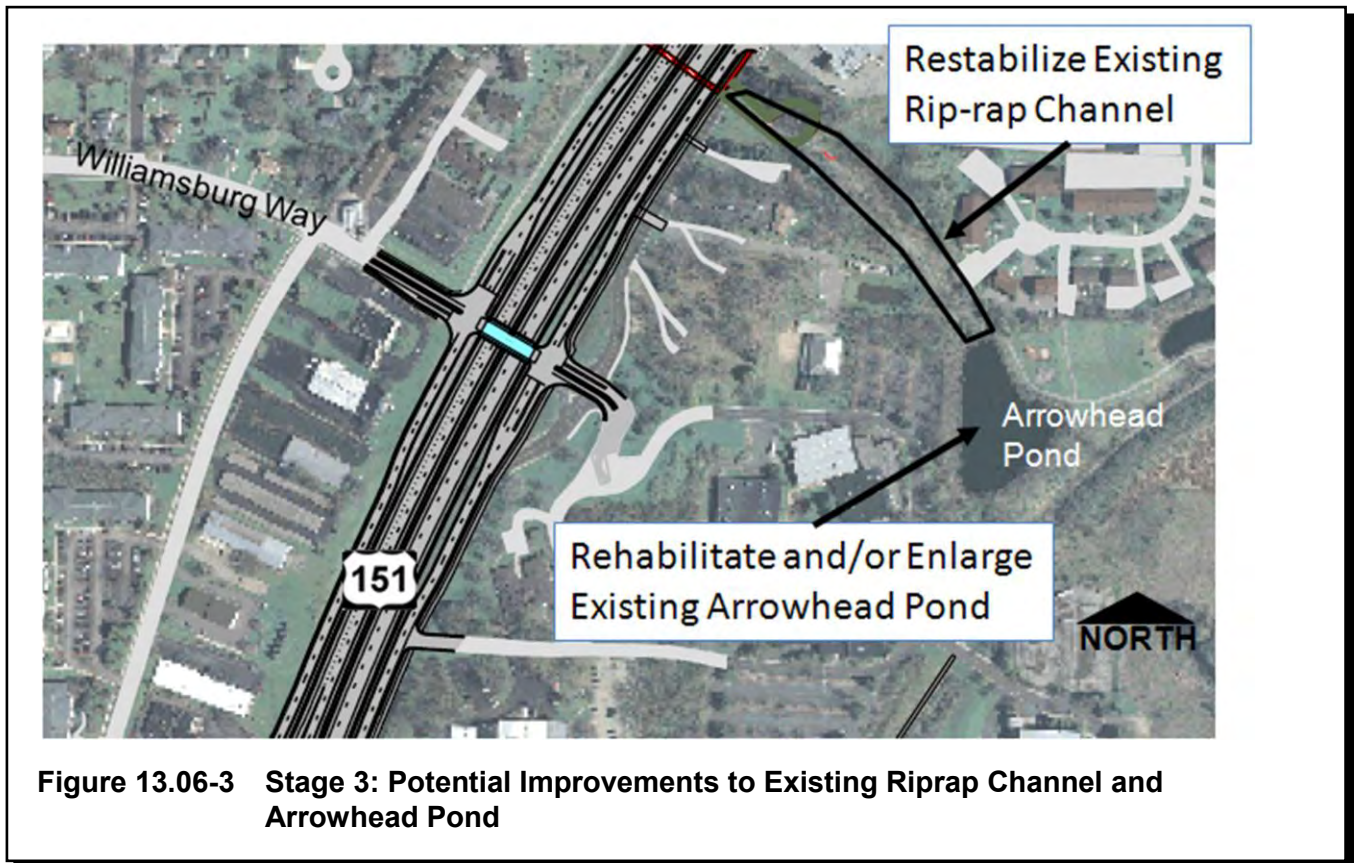 Restabilize Existing
Rip-rap Channel
Williamsburg Way
Arrowhead
Pond
Rehabilitate and/or Enlarge
Existing Arrowhead Pond
151
NORTH
Figure 13.06-3 Stage 3: Potential Improvements to Existing Riprap Channel and
Arrowhead Pond